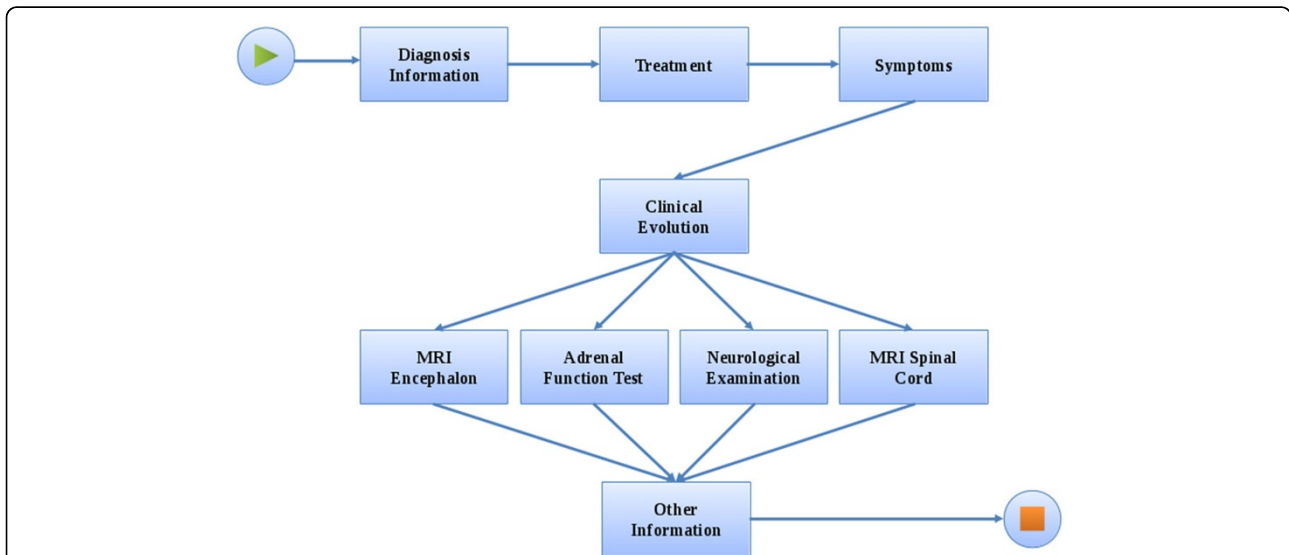 Diagnosis
Information
Treatment
Symptoms
Clinical
Evolution
MRI
Encephalon
Adrenal
Function Test
Neurological
Examination
MRI Spinal
Cord
Other
Information